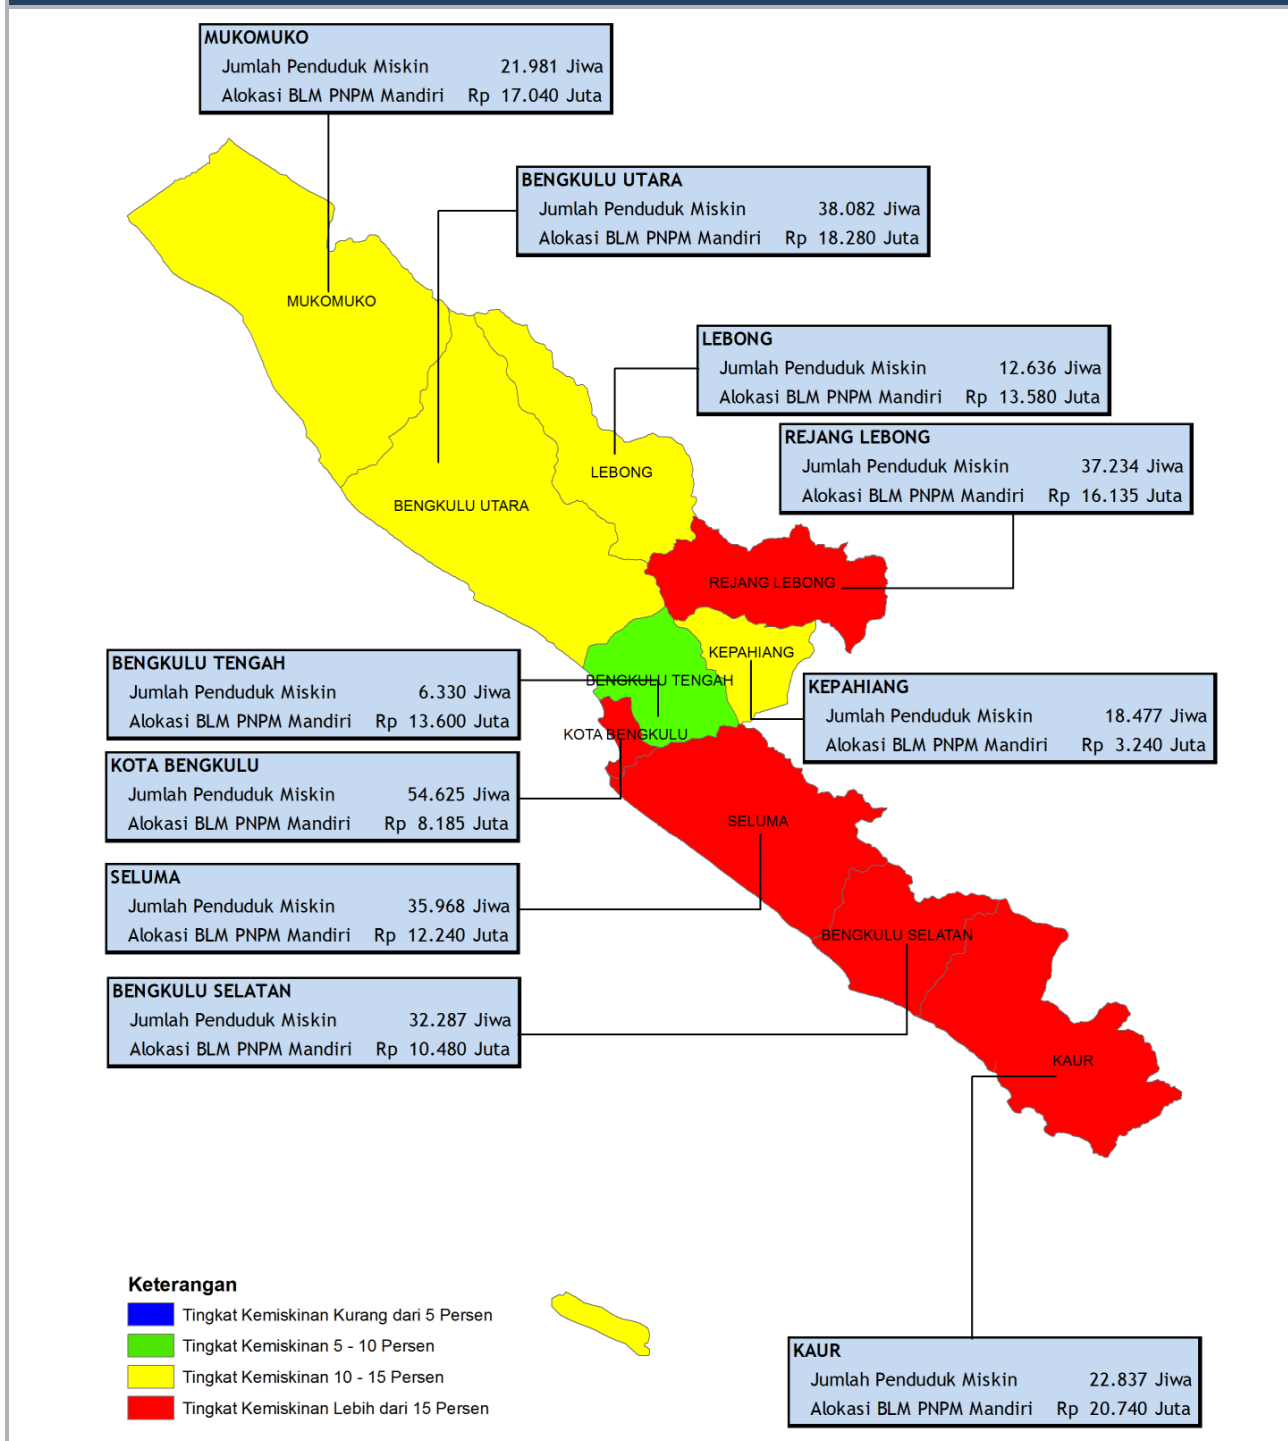 MUKOMUKO
Jumlah Penduduk Miskin 21.981 Jiwa
Alokasi BLM PNPM Mandiri Rp 17.040 Juta
BENGKULU UTARA
Jumlah Penduduk Miskin 38.082 Jiwa
Alokasi BLM PNPM Mandiri Rp 18.280 Juta
MUKOMUKO
LEBONG
Jumlah Penduduk Miskin 12.636 Jiwa
Alokasi BLM PNPM Mandiri Rp 13.580 Juta
REJANG LEBONG
Jumlah Penduduk Miskin 37.234 Jiwa
Alokasi BLM PNPM Mandiri Rp 16.135 Juta
LEBONG
BENGKULU UTARA
REJANG LEBONG
KEPAHIANG
BENGKULU TENGAH
Jumlah Penduduk Miskin 6.330 Jiwa
Alokasi BLM PNPM Mandiri Rp 13.600 Juta
BENGKULU TENGAH
KEPAHIANG
Jumlah Penduduk Miskin 18.477 Jiwa
Alokasi BLM PNPM Mandiri Rp 3.240 Juta
KOTA BENGKULU
KOTA BENGKULU
Jumlah Penduduk Miskin 54.625 Jiwa
Alokasi BLM PNPM Mandiri Rp 8.185 Juta
SELUMA
SELUMA
Jumlah Penduduk Miskin 35.968 Jiwa
Alokasi BLM PNPM Mandiri Rp 12.240 Juta
BENGKULU SELATAN
BENGKULU SELATAN
Jumlah Penduduk Miskin 32.287 Jiwa
Alokasi BLM PNPM Mandiri Rp 10.480 Juta
KAUR
Keterangan
Tingkat Kemiskinan Kurang dari 5 Persen
Tingkat Kemiskinan 5 - 10 Persen
Tingkat Kemiskinan 10 - 15 Persen
Tingkat Kemiskinan Lebih dari 15 Persen
KAUR
Jumlah Penduduk Miskin 22.837 Jiwa
Alokasi BLM PNPM Mandiri Rp 20.740 Juta